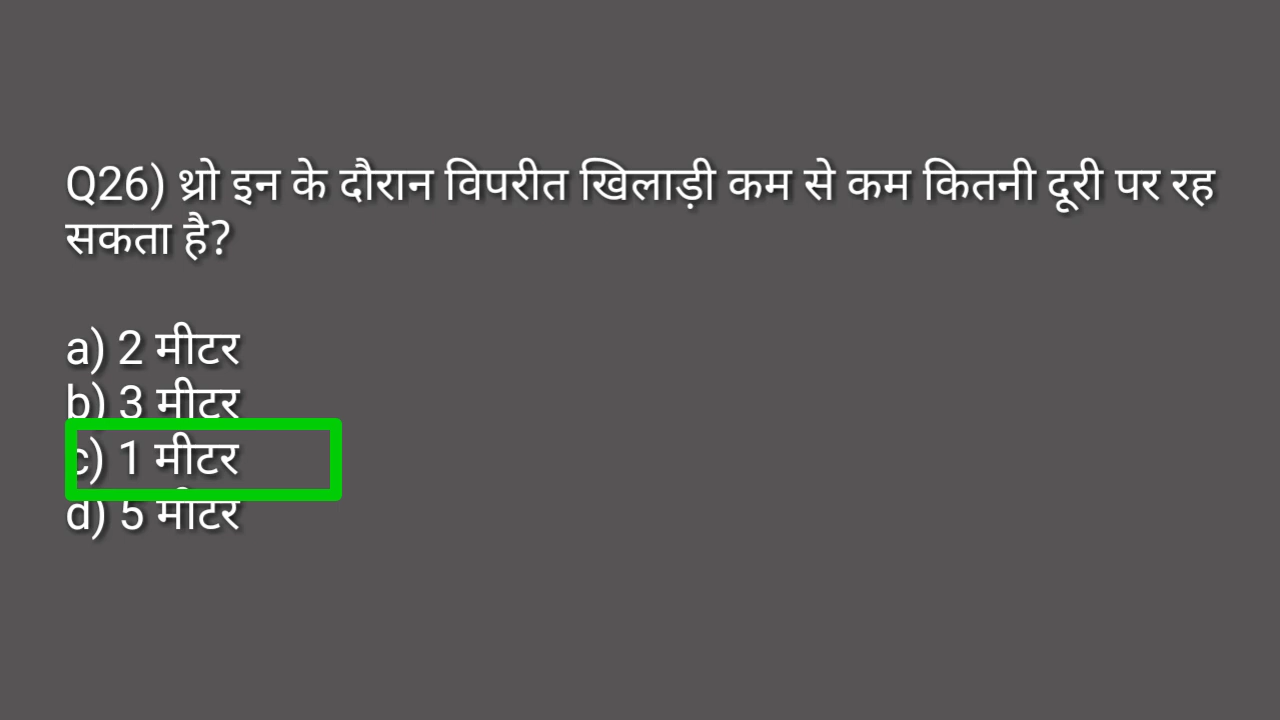 Q26) थ्रो इन के दौरान विपरीत खिलाड़ी कम से कम कितनी दूरी पर रह
सकता है?
a) 2 मीटर
b) 3 मीटर
c) 1 मीटर
d) 5 मीटर